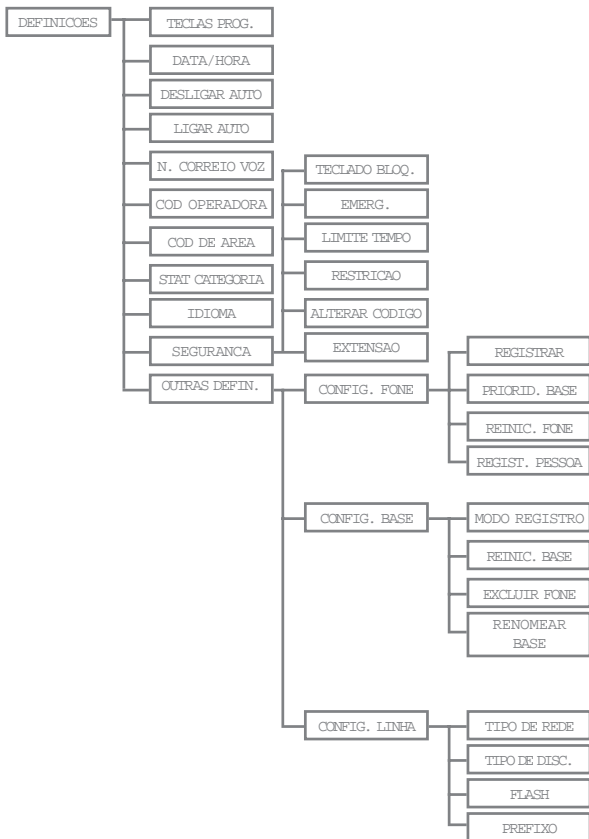 DEFINICOES
TECLAS PROG.
DATA/HORA
DESLIGAR AUTO
LIGAR AUTO
N. CORREIO VOZ
COD OPERADORA
COD DE AREA
STAT CATEGORIA
IDIOMA
SEGURANCA
OUTRAS DEFIN.
TECLADO BLOQ.
EMERG.
LIMITE TEMPO
RESTRICAO
ALTERAR CODIGO
EXTENSAO
CONFIG. FONE
REGISTRAR
PRIORID. BASE
REINIC. FONE
REGIST. PESSOA
CONFIG. BASE
MODO REGISTRO
REINIC. BASE
EXCLUIR FONE
RENOMEAR
BASE
CONFIG. LINHA
TIPO DE REDE
TIPO DE DISC.
FLASH
PREFIXO